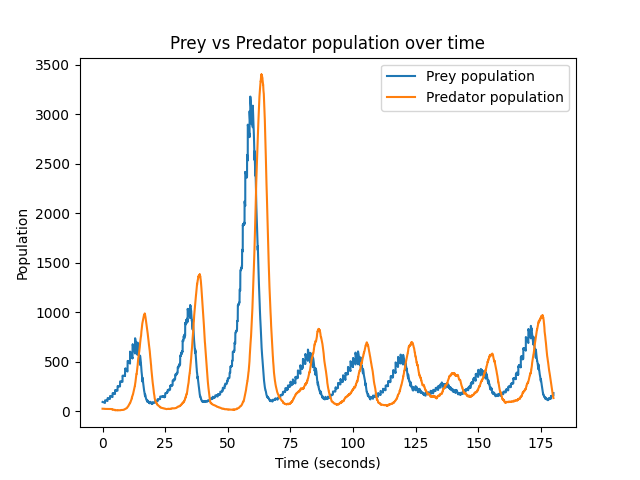 Prey vs Predator population over time
Prey population
Predator population
3500
3000
2500
2000
1500
1000
500
0
Population
0 25 50 75 100 125 150 175
Time (seconds)